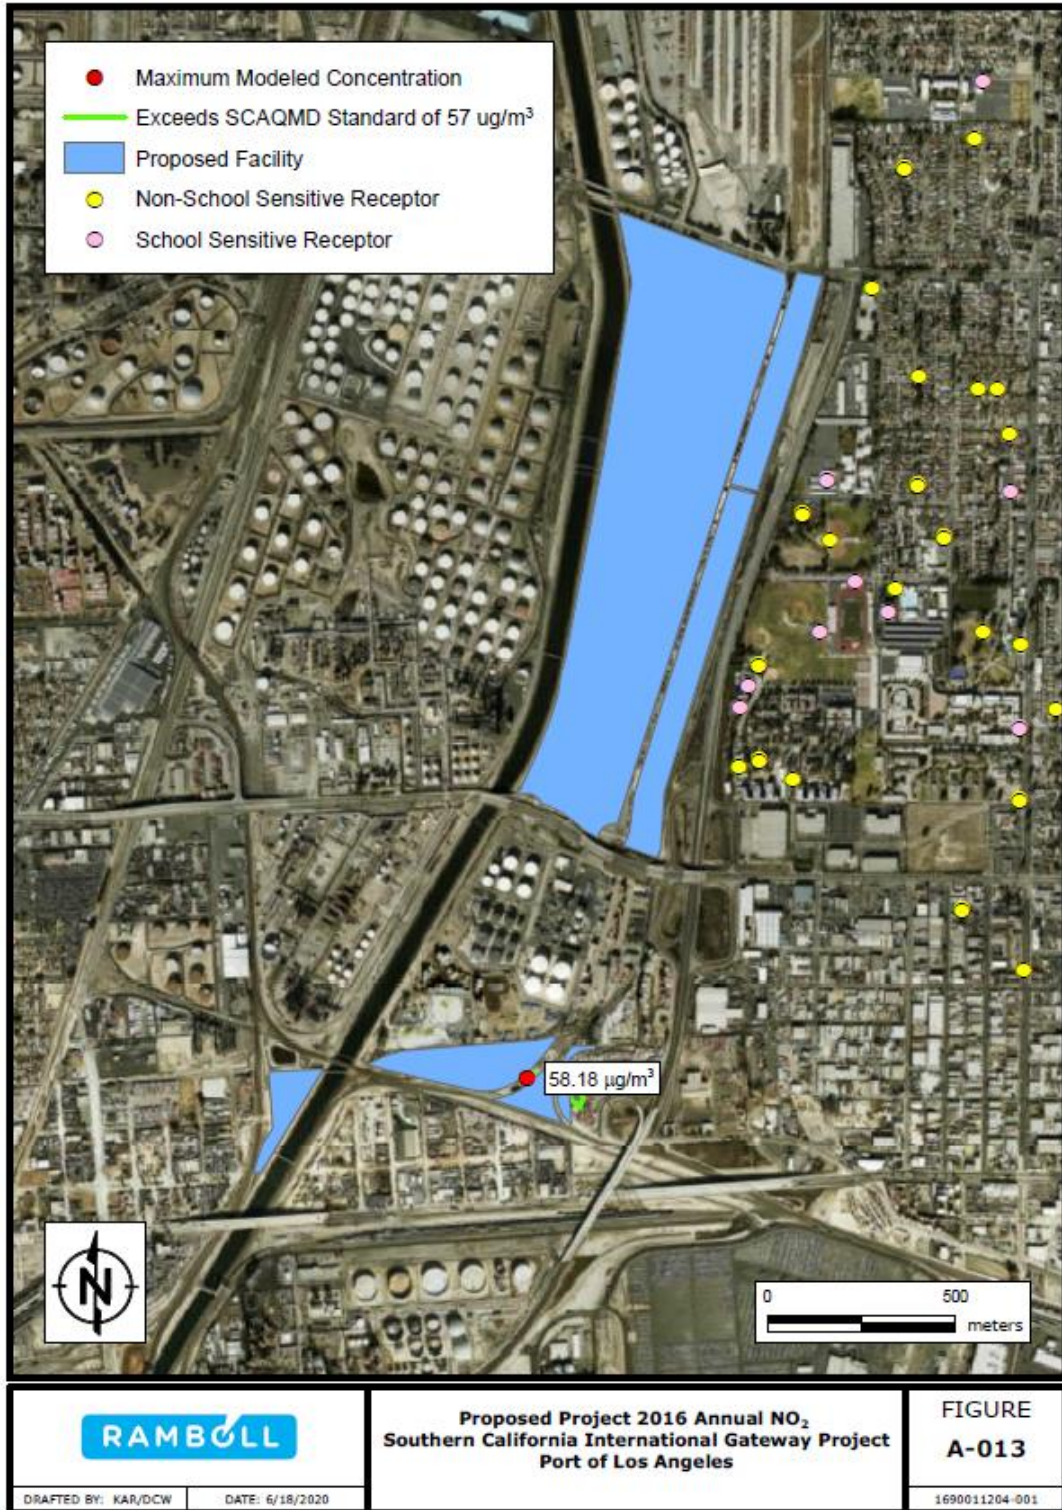 Maximum Modeled Concentration
Exceeds SCAQMD Standard of 57 ug/m³
Proposed Facility
Non-School Sensitive Receptor
School Sensitive Receptor
58.18 µg/m³
N
0 500
meters
RAMBOLL
DRAFTED BY: KAR/DCW DATE: 6/18/2020
Proposed Project 2016 Annual NO₂
Southern California International Gateway Project
Port of Los Angeles
FIGURE
A-013
1690011204-001